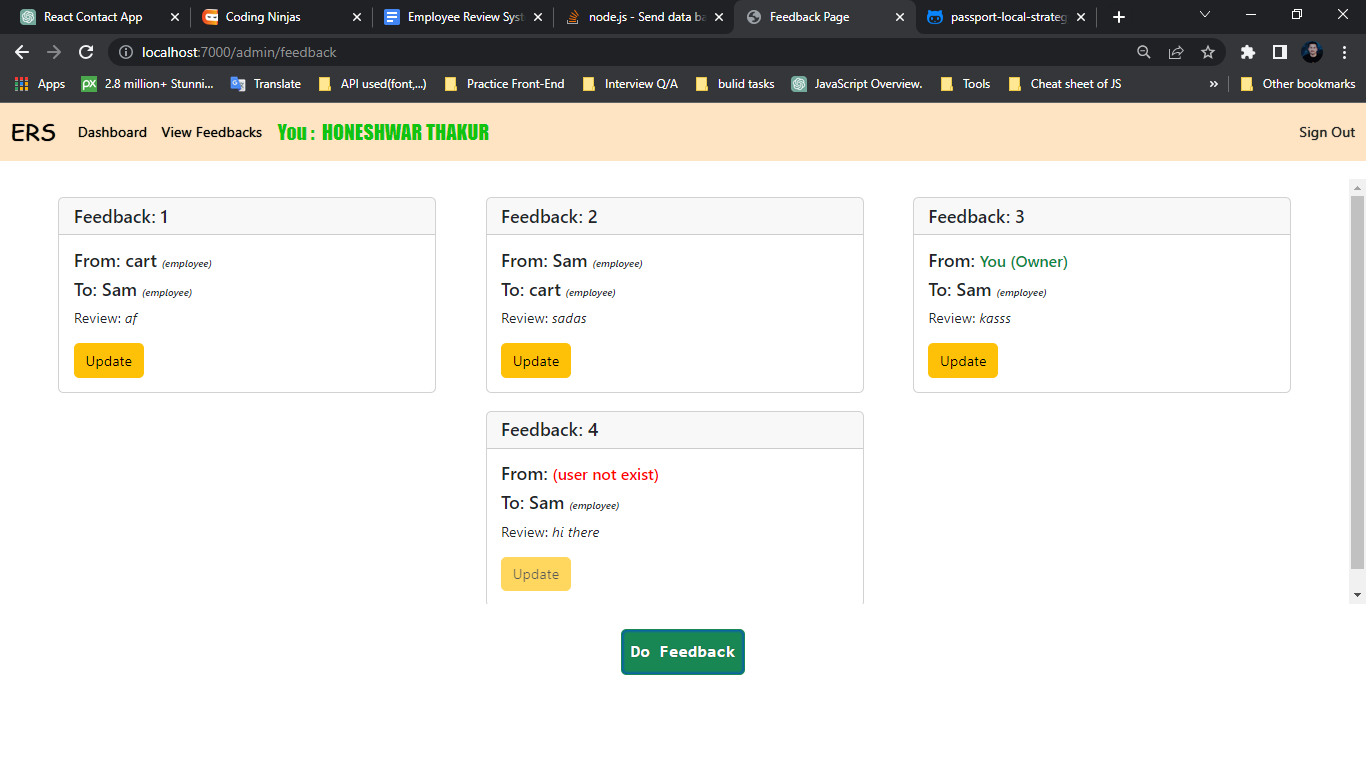 React Contact App
Coding Ninjas
Employee Review Syst
node.js - Send data ba
Feedback Page
passport-local-strateg
localhost:7000/admin/feedback
Apps
2.8 million+ Stunni...
Translate
API used(font,...)
Practice Front-End
Interview Q/A
bulid tasks
JavaScript Overview.
Tools
Cheat sheet of JS
»
Other bookmarks
ERS
Dashboard
View Feedbacks
You : HONESHWAR THAKUR
Sign Out
Feedback: 1
From: cart (employee)
To: Sam (employee)
Review: af
Update
Feedback: 2
From: Sam (employee)
To: cart (employee)
Review: sadas
Update
Feedback: 3
From: You (Owner)
To: Sam (employee)
Review: kasss
Update
Feedback: 4
From: (user not exist)
To: Sam (employee)
Review: hi there
Update
Do Feedback